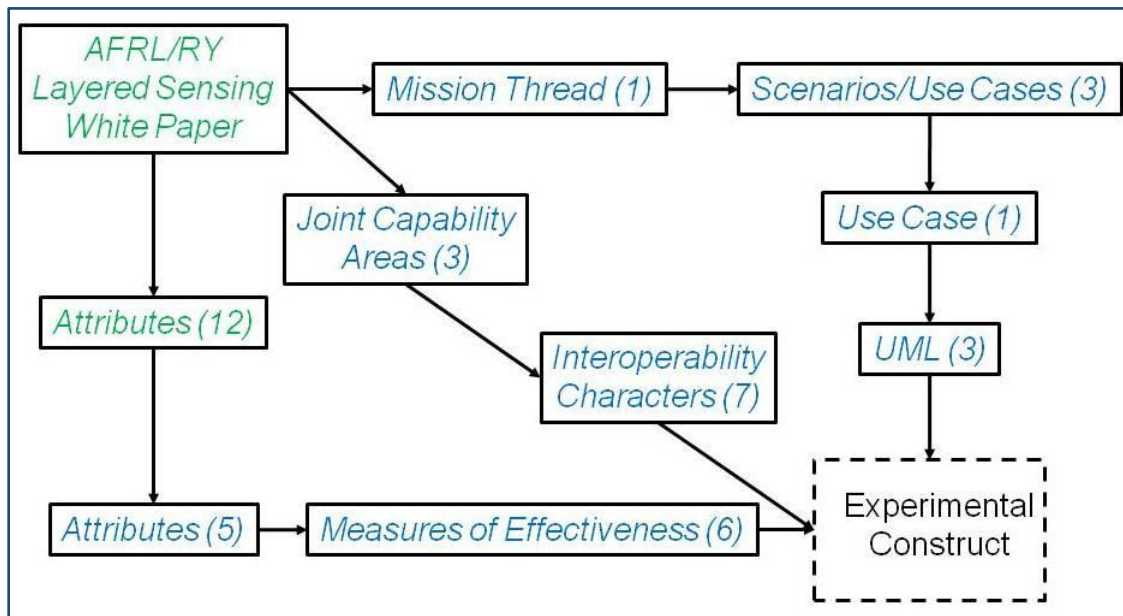 AFRL/RY
Layered Sensing
White Paper
Mission Thread (1)
Scenarios/Use Cases (3)
Joint Capability
Areas (3)
Use Case (1)
Attributes (12)
Interoperability
Characters (7)
UML (3)
Attributes (5)
Measures of Effectiveness (6)
Experimental
Construct